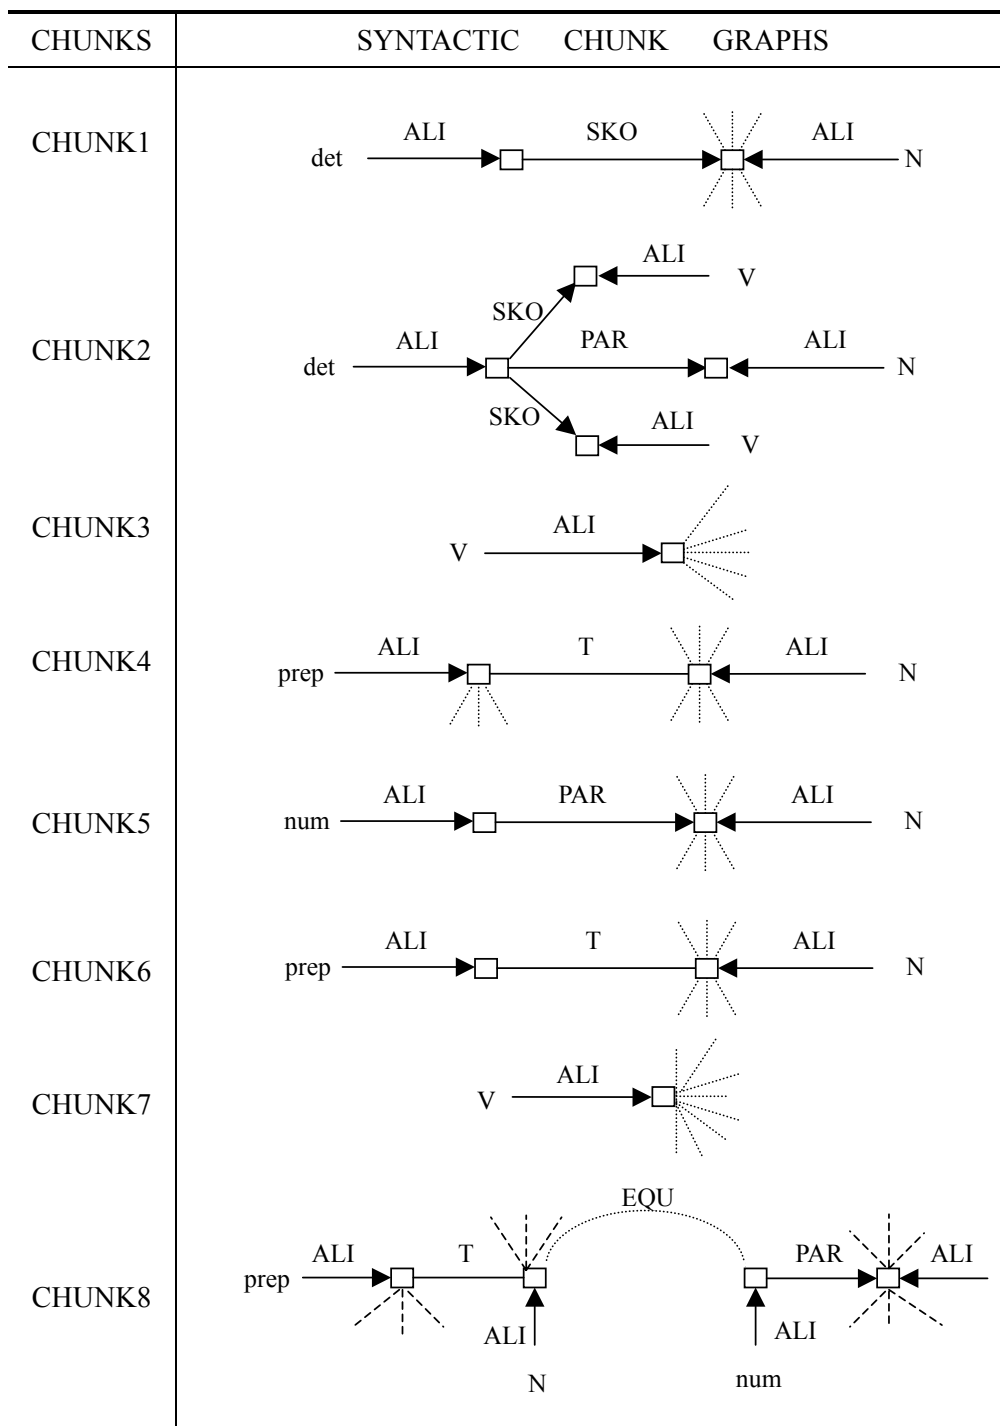 CHUNKS SYNTACTIC CHUNK GRAPHS
CHUNK1
ALI SKO ALI
det N
CHUNK2
ALI
V
SKO
ALI PAR ALI
det N
SKO ALI
V
CHUNK3
ALI
V
CHUNK4
ALI T ALI
prep N
CHUNK5
ALI PAR ALI
num N
CHUNK6
ALI T ALI
prep N
CHUNK7
ALI
V
CHUNK8
EQU
ALI T PAR ALI
prep
ALI ALI
N num